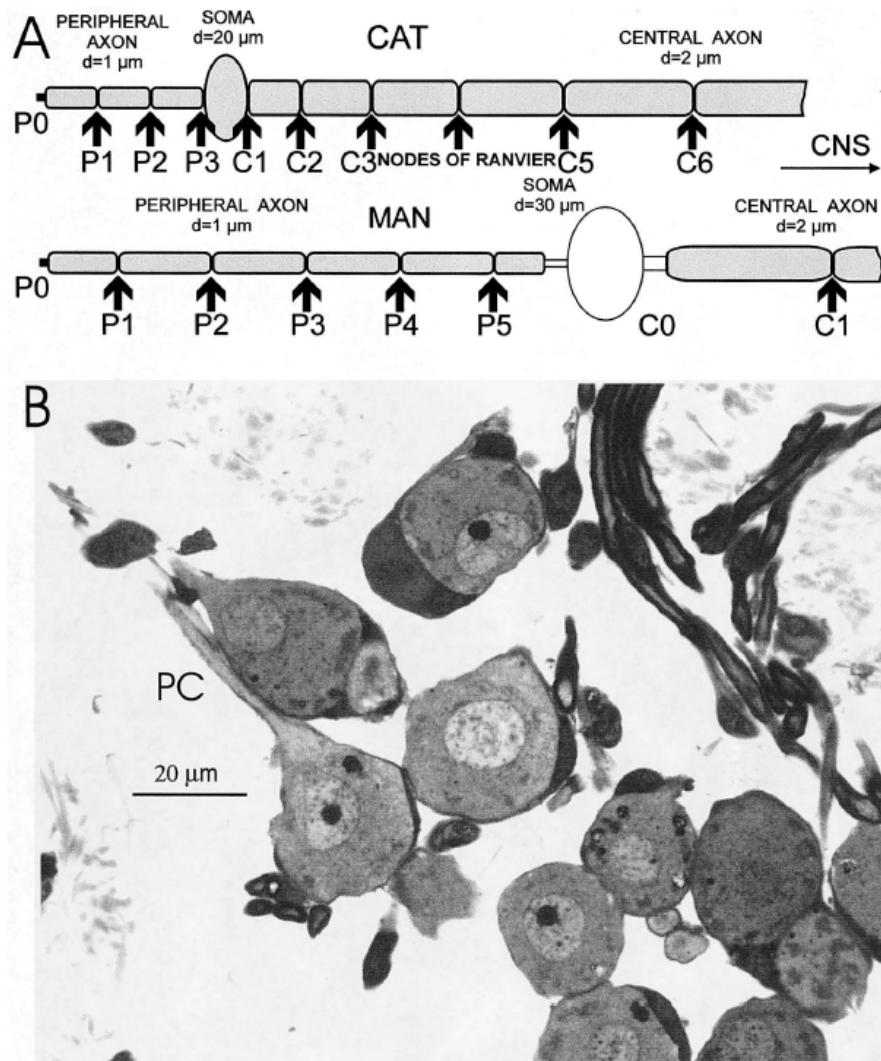 A
PERIPHERAL
AXON
d=1 µm
SOMA
d=20 µm
CAT
CENTRAL AXON
d=2 µm
P0
P1
P2
P3
C1
C2
C3
NODES OF RANVIER
C5
C6
CNS
PERIPHERAL AXON
d=1 µm
MAN
SOMA
d=30 µm
CENTRAL AXON
d=2 µm
P0
P1
P2
P3
P4
P5
C0
C1
B
PC
20 µm